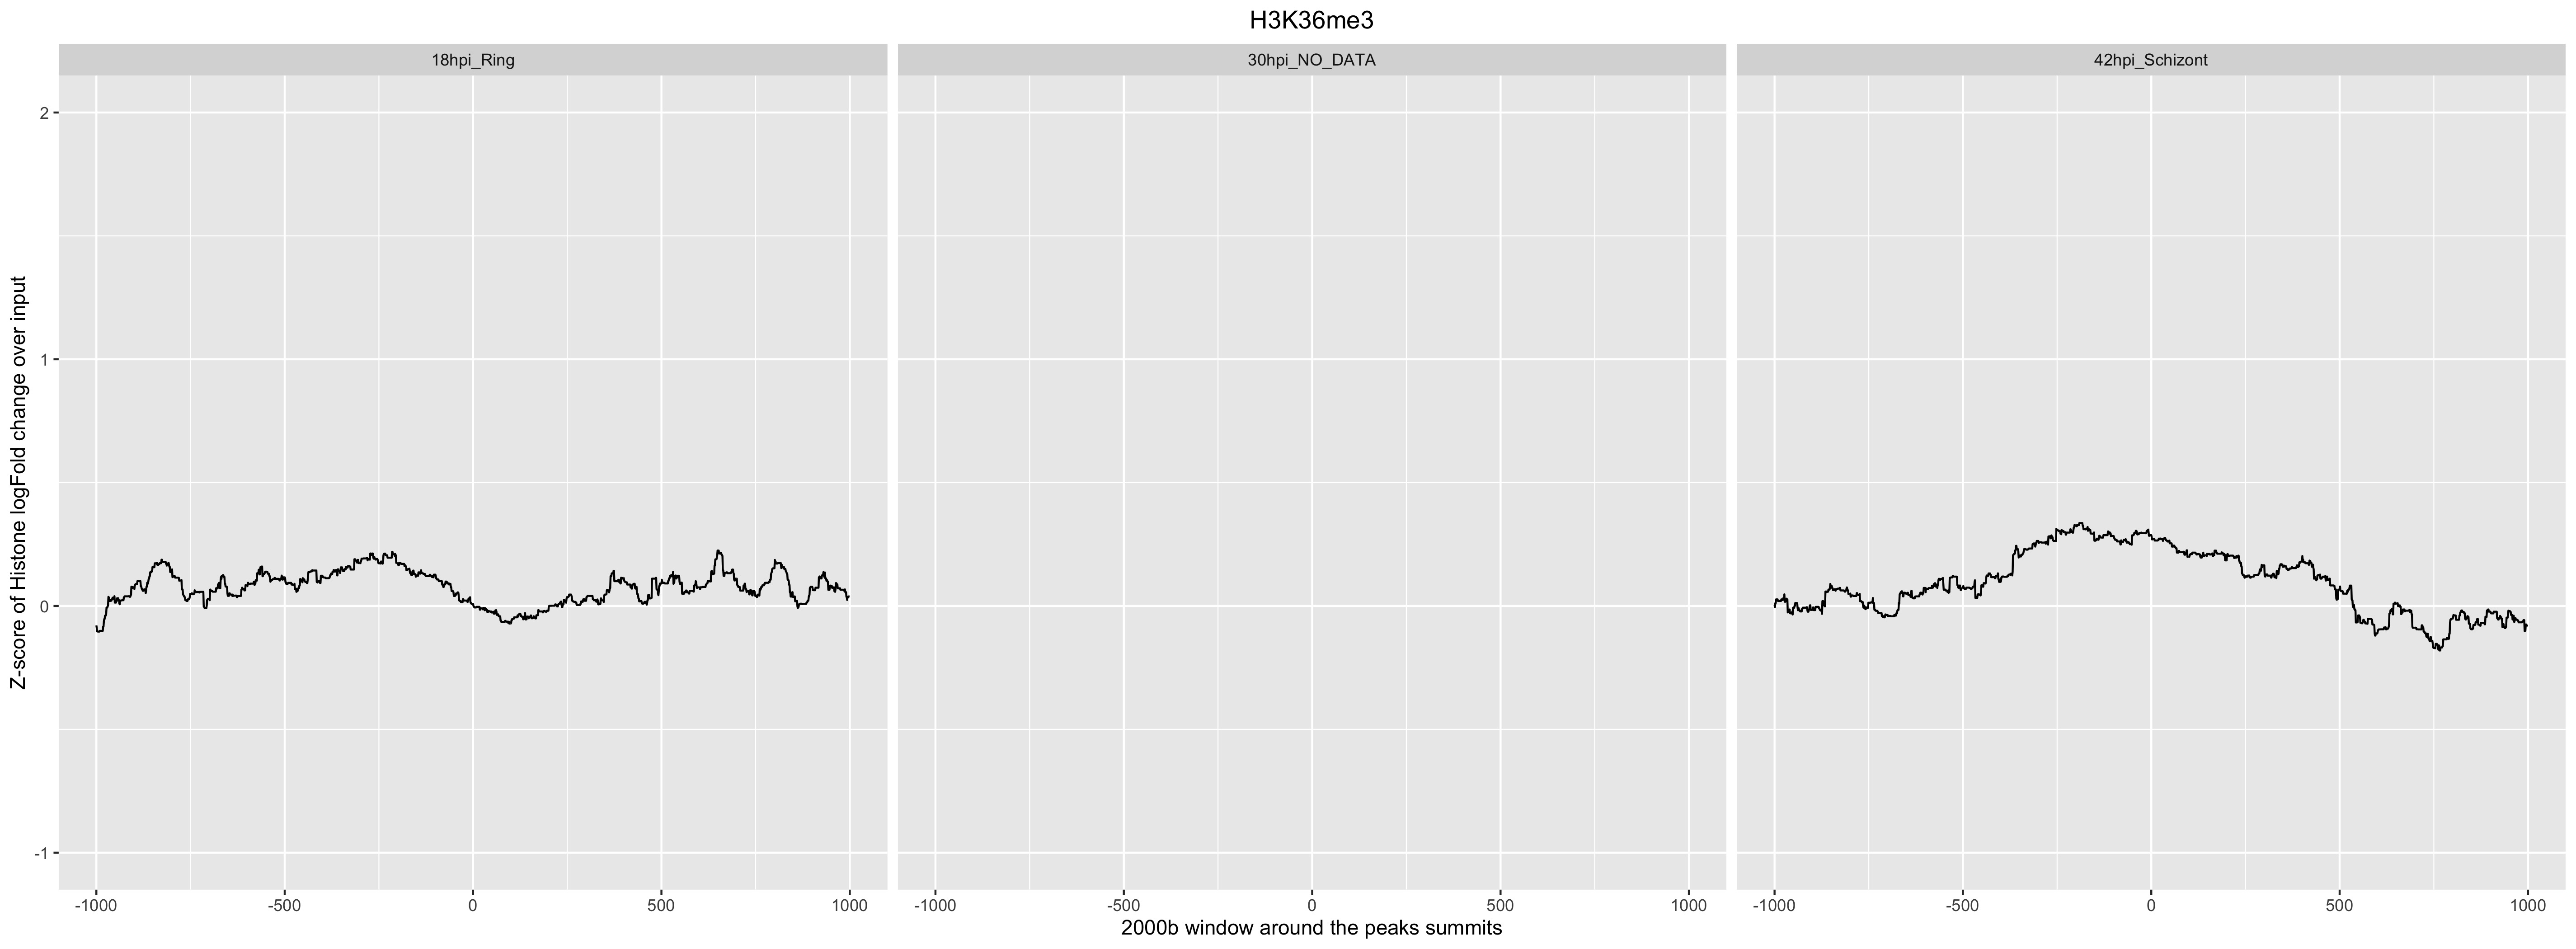 H3K36me3
18hpi_Ring
30hpi_NO_DATA
42hpi_Schizont
Z-score of Histone logFold change over input
2
1
0
-1
-1000 -500 0 500 1000
-1000 -500 0 500 1000
-1000 -500 0 500 1000
2000b window around the peaks summits